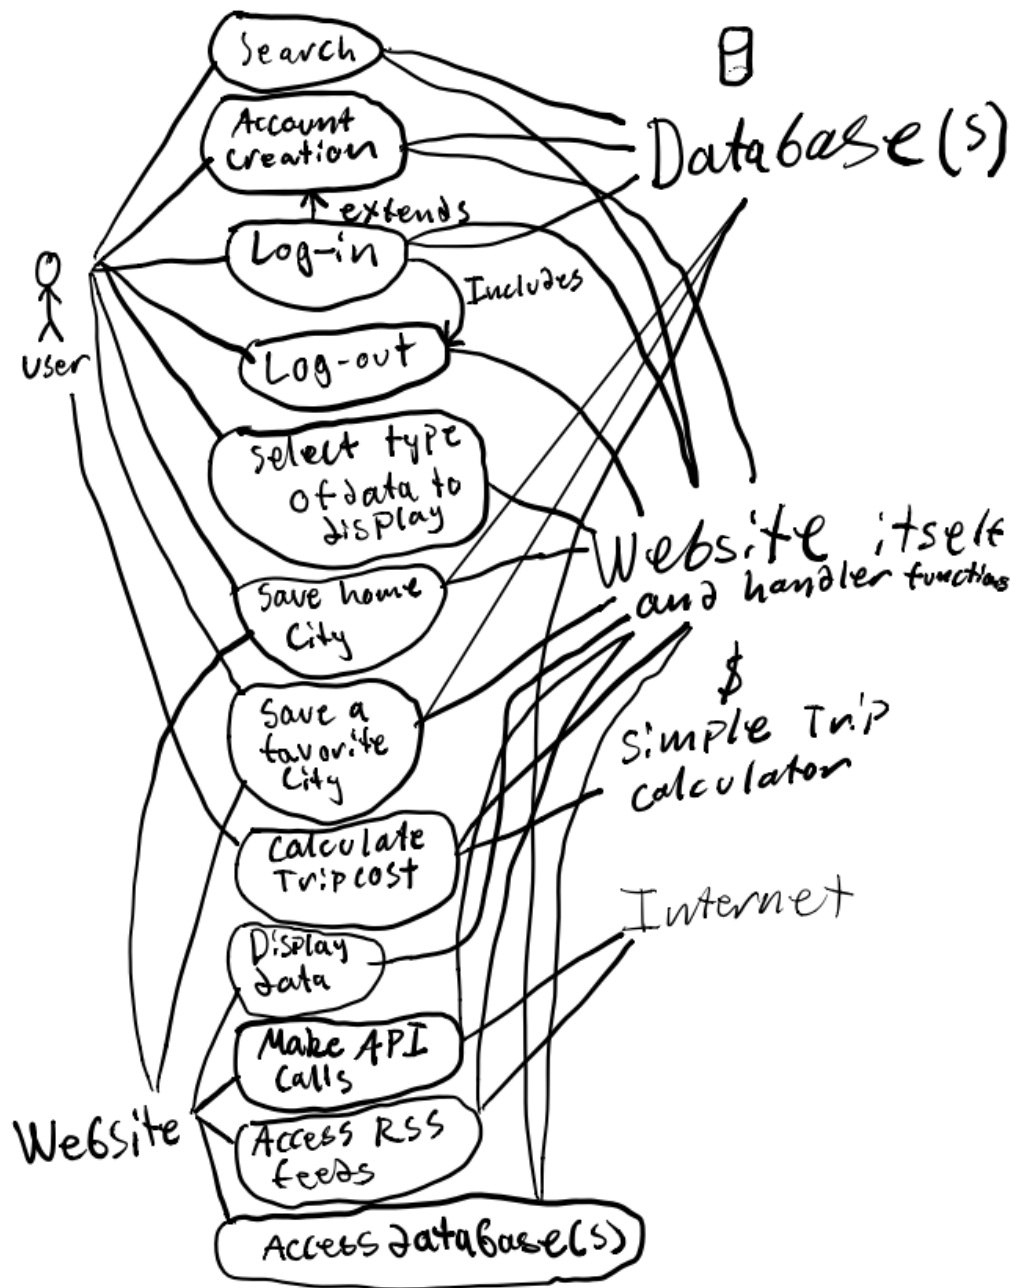 Search
Database(s)
Account
Creation
extends
Log-in
Includes
User
Log-out
select type
of data to
display
Website itself
and handler functions
Save home
City
$
Simple Trip
calculator
Save a
favorite
City
Calculate
Trip cost
Internet
Display
data
Make API
Calls
Website
Access RSS
feeds
Access database(s)